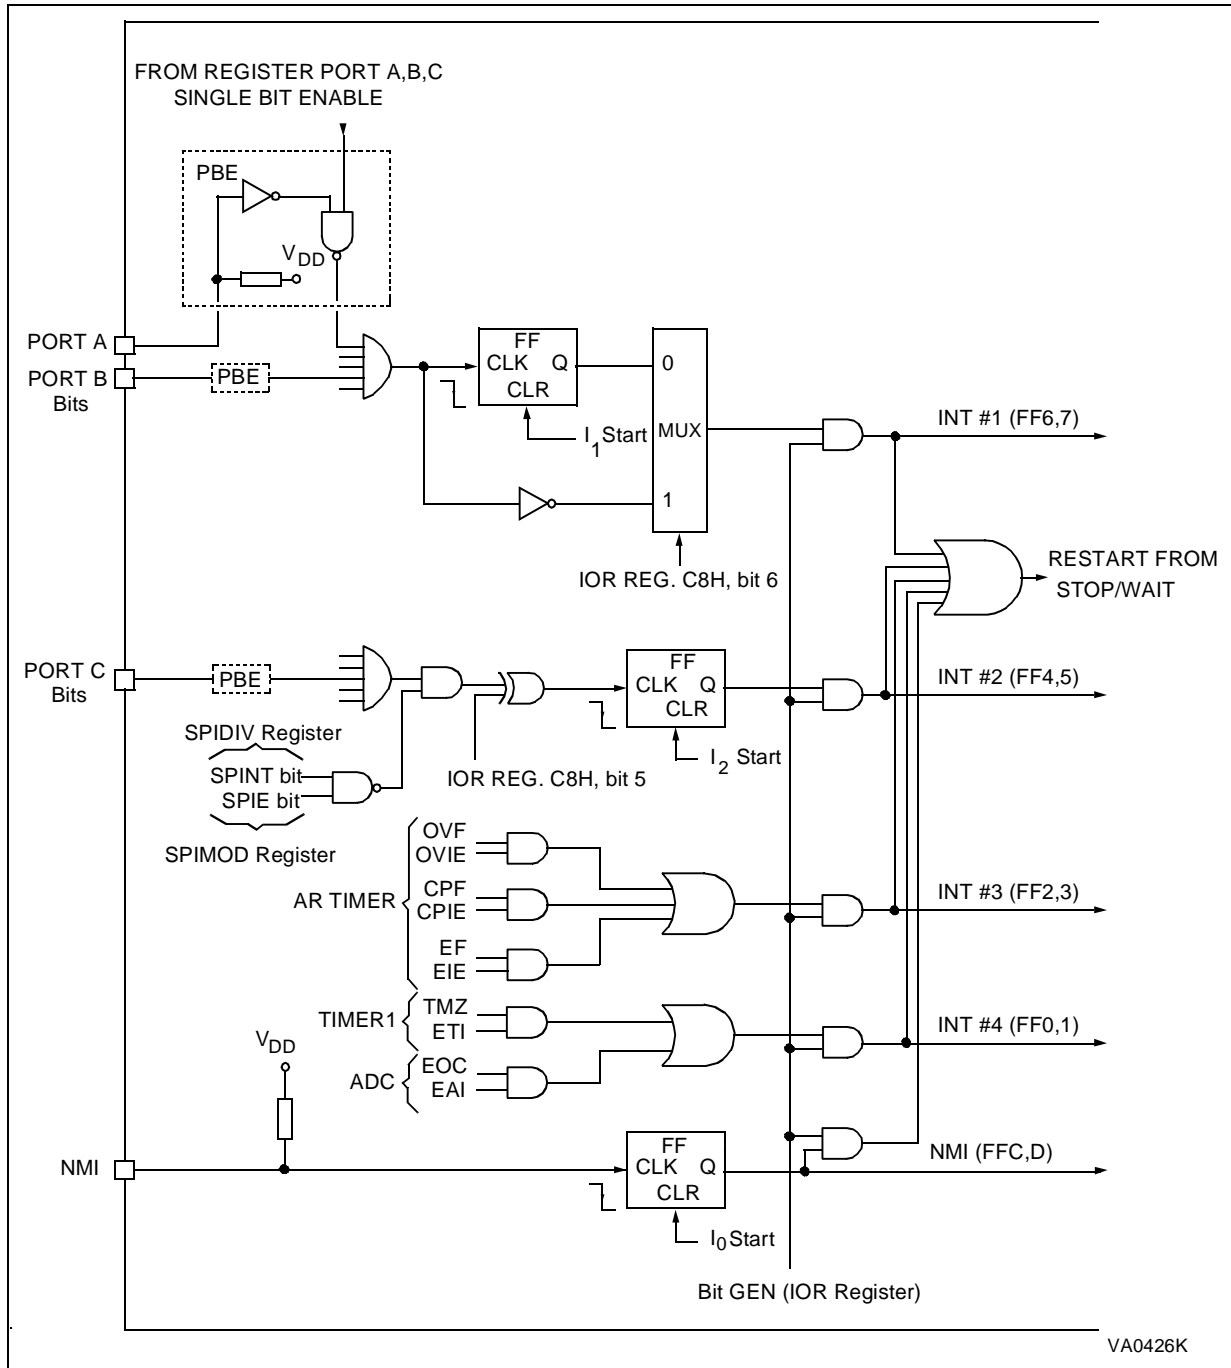 FROM REGISTER PORT A,B,C
SINGLE BIT ENABLE
PBE
VDD
PORT A
PORT B
Bits
PBE
FF
CLK Q
CLR
I1 Start
0
MUX
1
IOR REG. C8H, bit 6
INT #1 (FF6,7)
RESTART FROM
STOP/WAIT
PORT C
Bits
PBE
FF
CLK Q
CLR
I2 Start
INT #2 (FF4,5)
SPIDIV Register
SPINT bit
SPIE bit
SPIMOD Register
IOR REG. C8H, bit 5
AR TIMER
OVF
OVIE
CPF
CPIE
EF
EIE
INT #3 (FF2,3)
TIMER1
TMZ
ETI
ADC
EOC
EAI
INT #4 (FF0,1)
VDD
NMI
FF
CLK Q
CLR
I0 Start
NMI (FFC,D)
Bit GEN (IOR Register)
VA0426K